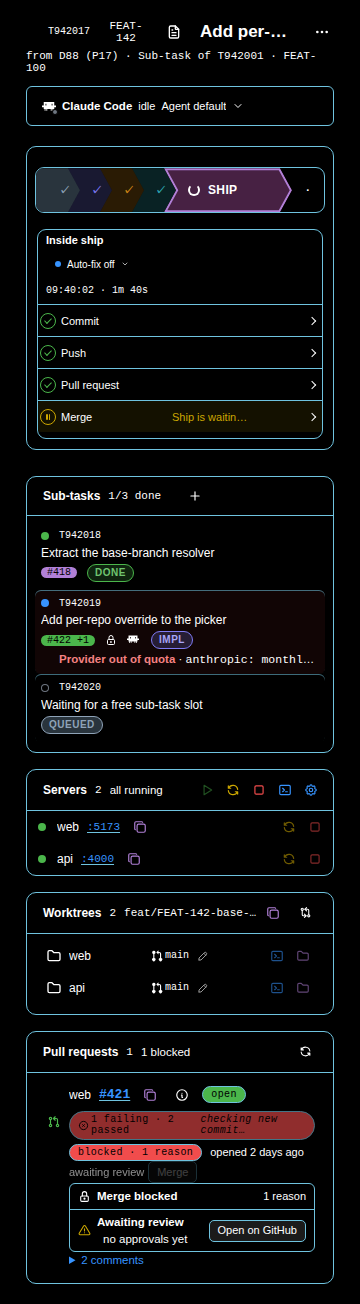 T942017 FEAT-142 Add per-…
from D88 (P17) · Sub-task of T942001 · FEAT-100
Claude Code idle Agent default
SHIP
Inside ship
Auto-fix off
09:40:02 · 1m 40s
Commit
Push
Pull request
Merge Ship is waitin…
Sub-tasks 1/3 done
T942018
Extract the base-branch resolver
#418 DONE
T942019
Add per-repo override to the picker
#422 +1 IMPL
Provider out of quota · anthropic: monthl…
T942020
Waiting for a free sub-task slot
QUEUED
Servers 2 all running
web :5173
api :4000
Worktrees 2 feat/FEAT-142-base-…
web main
api main
Pull requests 1 1 blocked
web #421 open
1 failing · 2 passed checking new commit…
blocked · 1 reason opened 2 days ago
awaiting review Merge
Merge blocked 1 reason
Awaiting review
no approvals yet Open on GitHub
2 comments